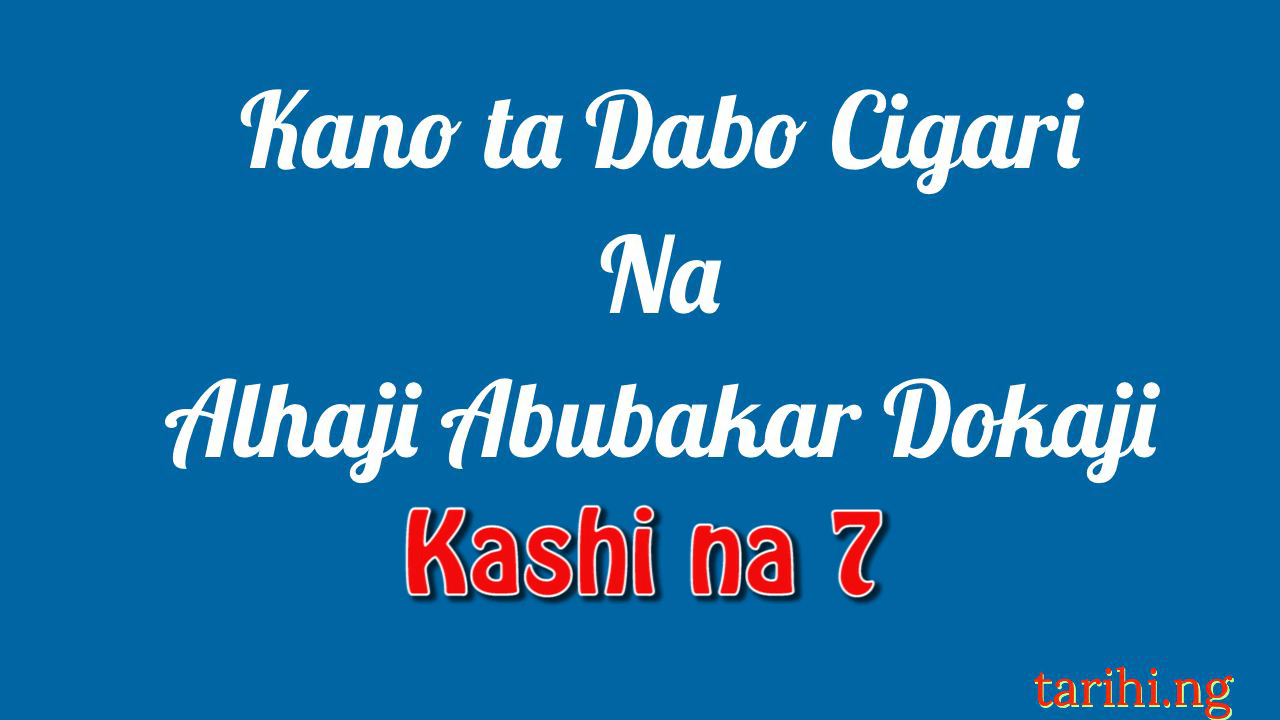 Kano ta Dabo Cigari
Na
Alhaji Abubakar Dokaji
Kashi na 7
tarihi.ng